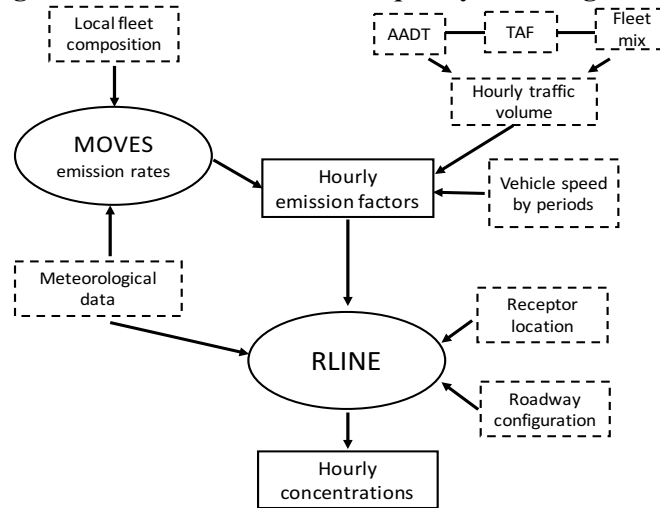 Local fleet
composition
AADT
TAF
Fleet
mix
Hourly traffic
volume
MOVES
emission rates
Hourly
emission factors
Vehicle speed
by periods
Meteorological
data
Receptor
location
RLINE
Roadway
configuration
Hourly
concentrations